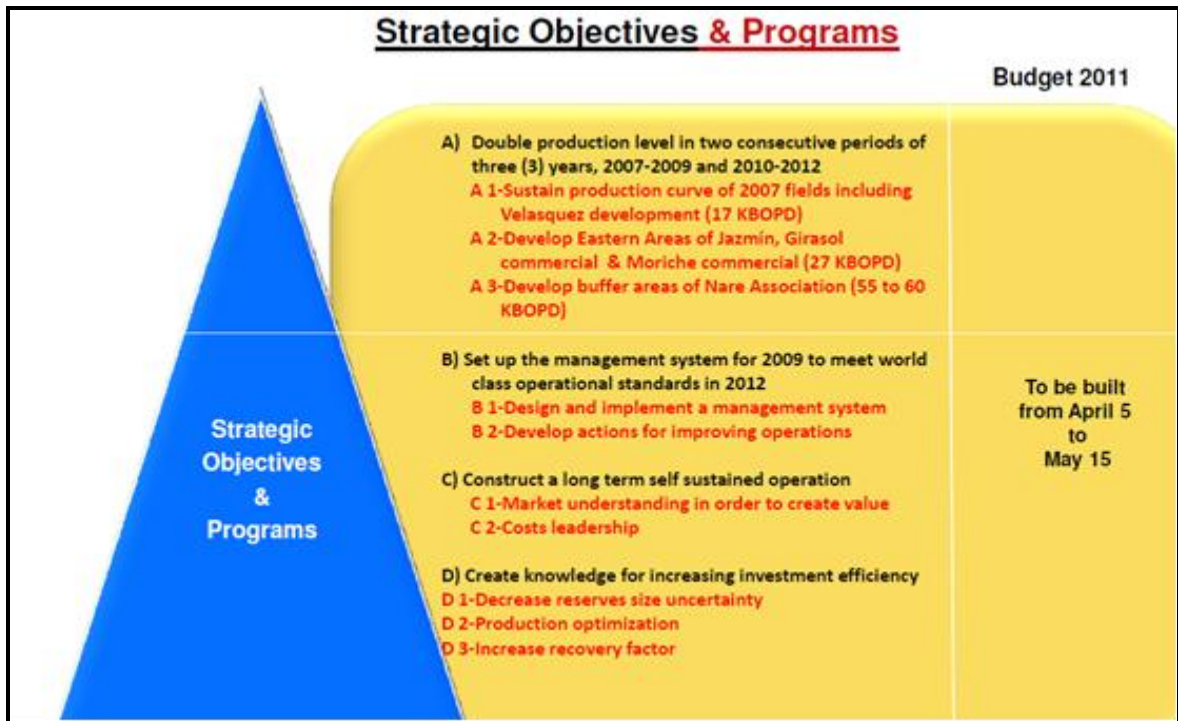 Strategic Objectives & Programs
Budget 2011
A) Double production level in two consecutive periods of
three (3) years, 2007-2009 and 2010-2012
A 1-Sustain production curve of 2007 fields including
Velasquez development (17 KBOPD)
A 2-Develop Eastern Areas of Jazmín, Girasol
commercial & Moriche commercial (27 KBOPD)
A 3-Develop buffer areas of Nare Association (55 to 60
KBOPD)
B) Set up the management system for 2009 to meet world
class operational standards in 2012
B 1-Design and implement a management system
B 2-Develop actions for improving operations
C) Construct a long term self sustained operation
C 1-Market understanding in order to create value
C 2-Costs leadership
D) Create knowledge for increasing investment efficiency
D 1-Decrease reserves size uncertainty
D 2-Production optimization
D 3-Increase recovery factor
Strategic
Objectives
&
Programs
To be built
from April 5
to
May 15